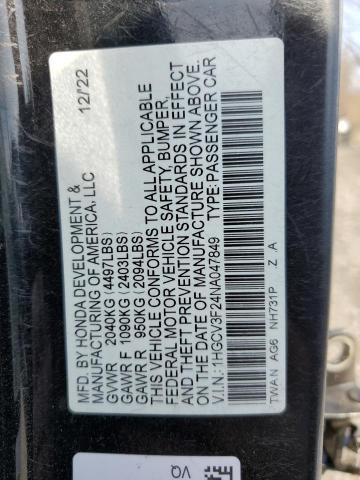 MFD. BY HONDA DEVELOPMENT & 12/22
MANUFACTURING OF AMERICA, LLC
GVWR 2040KG (4497LBS)
GAWR F 1090KG (2403LBS)
GAWR R 950KG (2094LBS)
THIS VEHICLE CONFORMS TO ALL APPLICABLE
FEDERAL MOTOR VEHICLE SAFETY, BUMPER,
AND THEFT PREVENTION STANDARDS IN EFFECT
ON THE DATE OF MANUFACTURE SHOWN ABOVE.
V.I.N.: 1HGCV3F24NA047849 TYPE: PASSENGER CAR
TWAN AG6 NH731P Z A
VQ